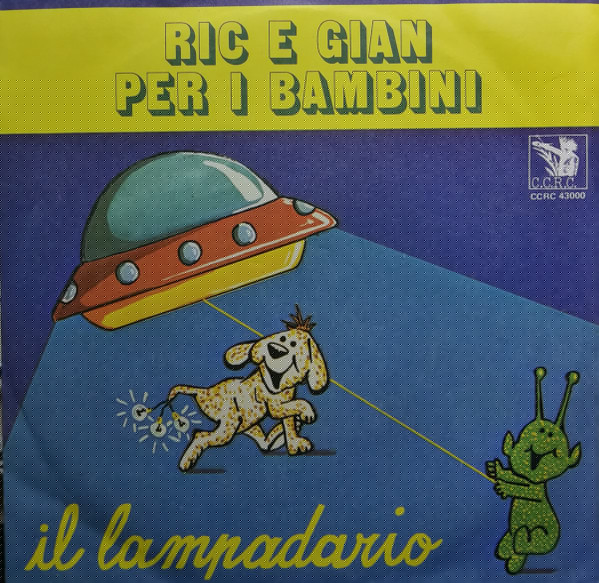 RIC E GIAN
PER I BAMBINI
C.C.R.C.
CCRC 43000
il lampadario